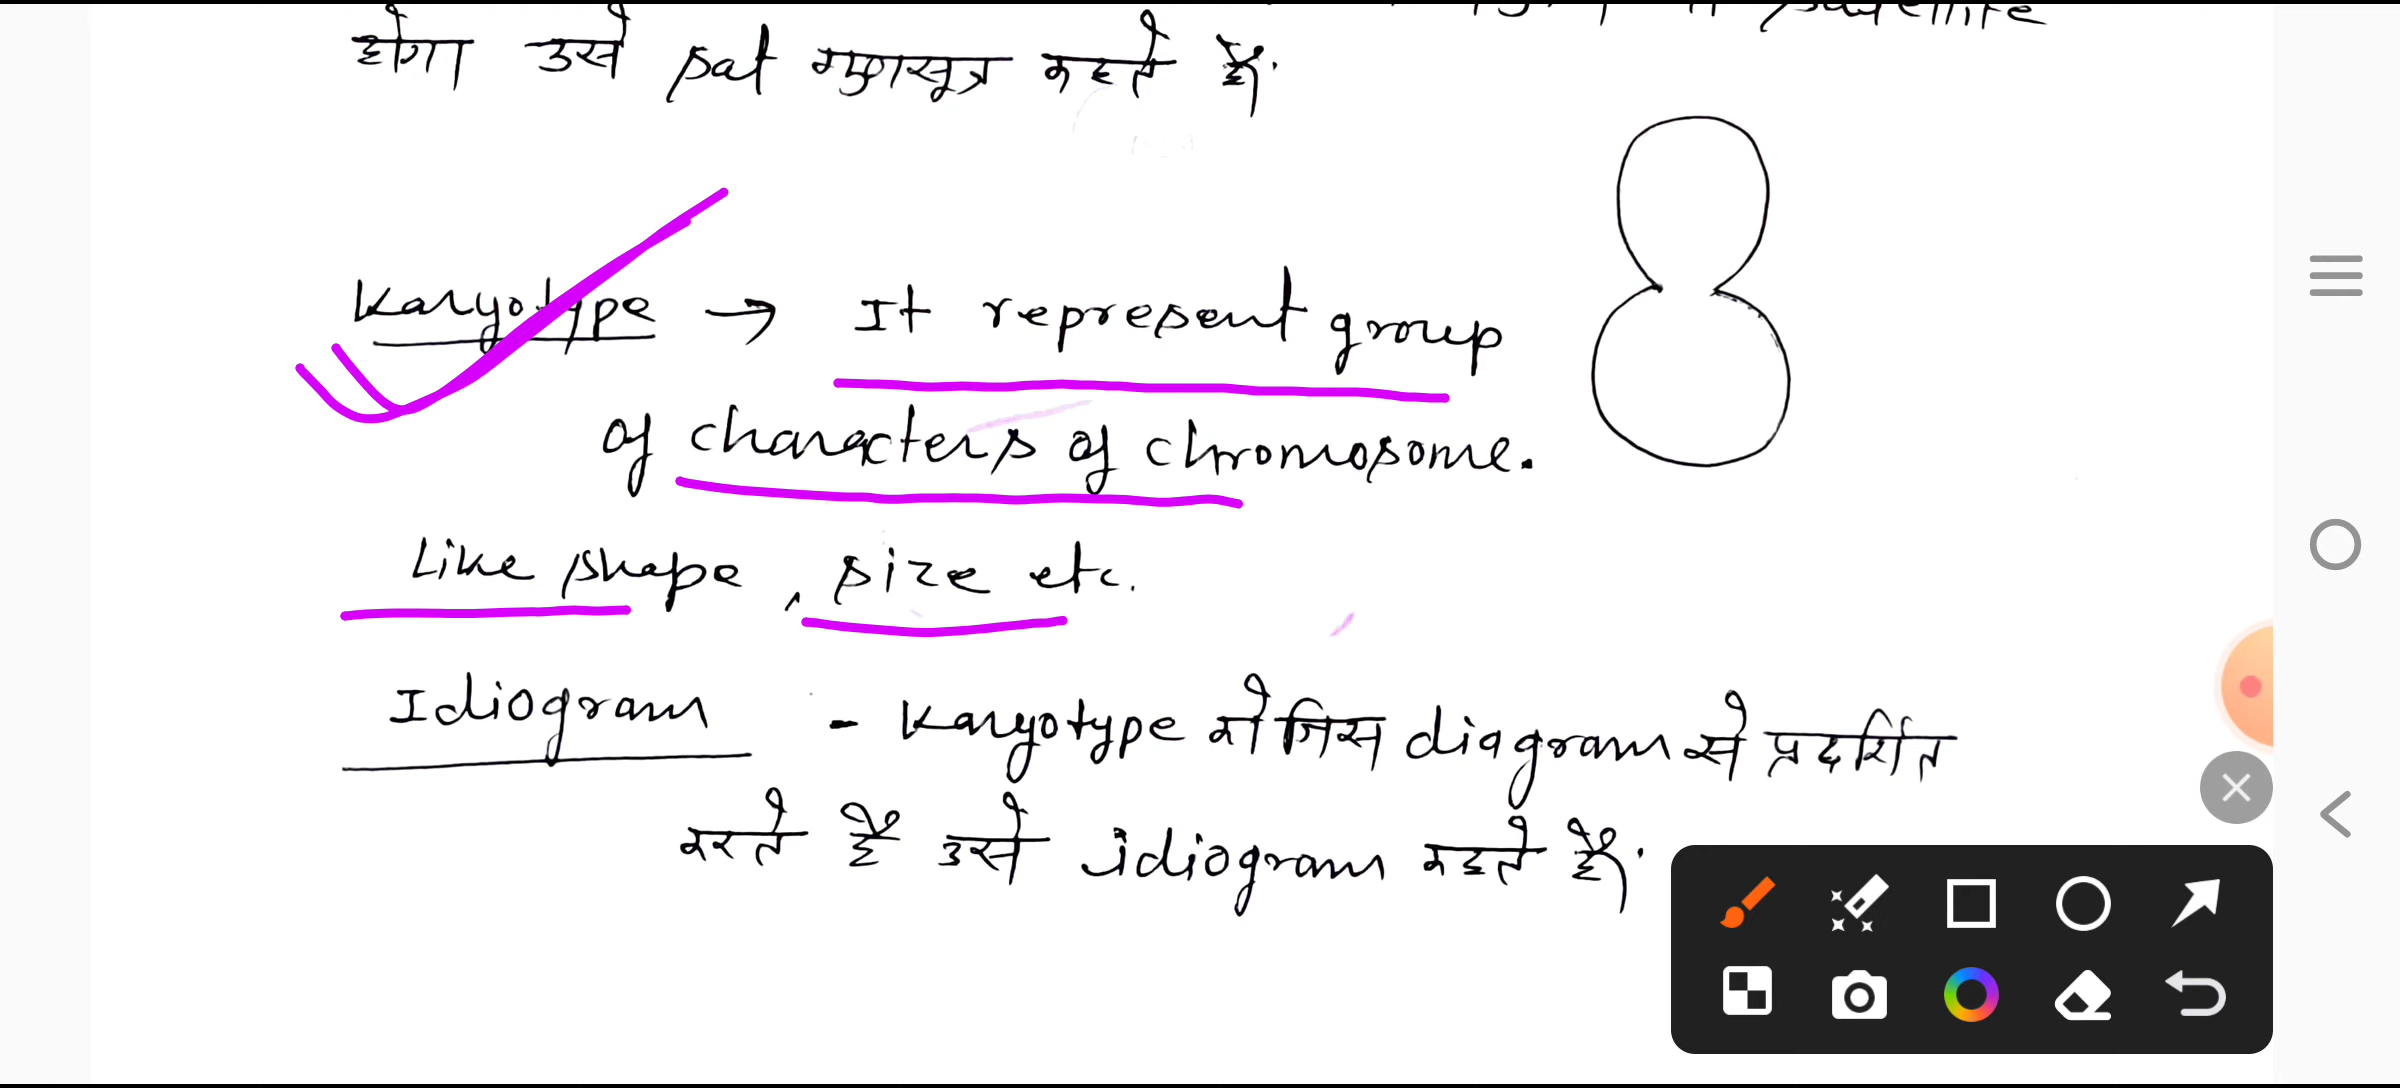 satellite
होगा उसे sat गुणसूत्र कहते हैं.
Karyotype → It represent group
of characters of chromosome.
Like shape, size etc.
Idiogram - Karyotype को जिस diagram से प्रदर्शित
करते हैं उसे idiogram कहते हैं.